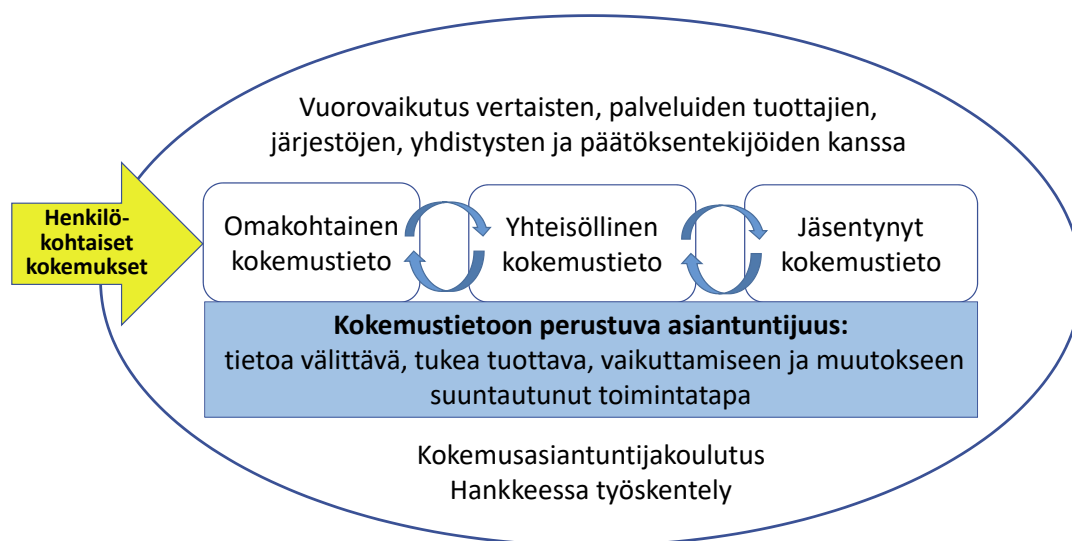 Vuorovaikutus vertaisten, palveluiden tuottajien,
järjestöjen, yhdistysten ja päätöksentekijöiden kanssa
Henkilö-
kohtaiset
kokemukset
Omakohtainen
kokemustieto
Yhteisöllinen
kokemustieto
Jäsentynyt
kokemustieto
Kokemustietoon perustuva asiantuntijuus:
tietoa välittävä, tukea tuottava, vaikuttamiseen ja muutokseen
suuntautunut toimintatapa
Kokemusasiantuntijakoulutus
Hankkeessa työskentely